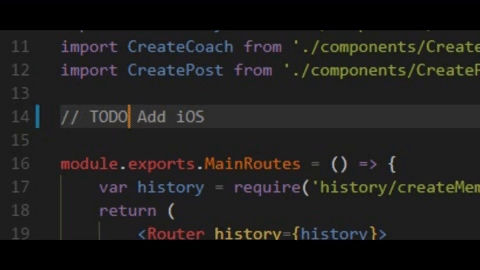 11 import CreateCoach from './components/Create
12 import CreatePost from './components/CreateP
13
14 // TODO Add iOS
15
16 module.exports.MainRoutes = () => {
17 var history = require('history/createMem
18 return (
19 <Router history={history}>